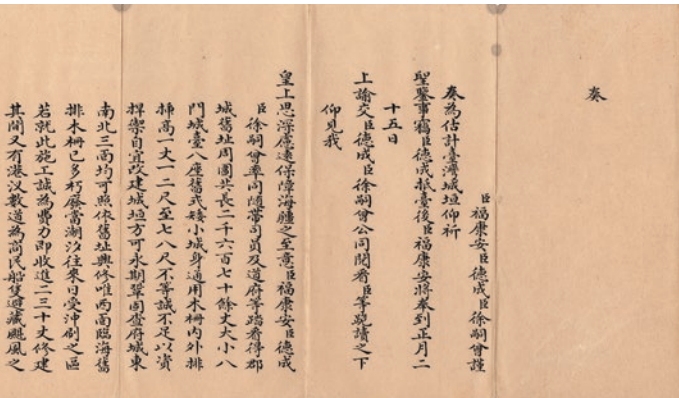 奏
臣福康安臣德成臣徐嗣曾謹
奏為估計臺灣城垣仰祈
聖鑒事竊臣德成抵臺後臣福康安將奉到正月二
十五日
上諭交臣德成臣徐嗣曾公同閱看臣等跪讀之下
仰見我
皇上思深慮遠保障海疆之至意臣福康安臣德成
臣徐嗣曾率同隨帶司員及道府等踏看得郡
城舊址周圍共長二千六百七十餘丈大小八
門城臺八座舊式矮小城身通用木柵內外排
插高一丈一二尺至七八尺不等誠不足以資
捍禦自宜改建城垣方可永期鞏固查府城東
南北三面均可照依舊址興修唯西面臨海舊
排木柵已多朽廢當潮汐往來日受沖刷之區
若就此施工誠為費力即收進二三十丈修建
其間又有港汊數道為商民船隻避藏颶風之